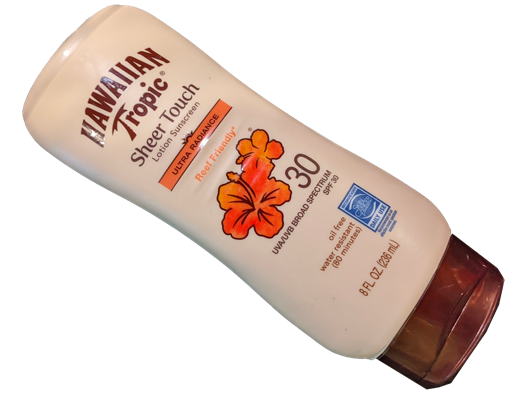 HAWAIIAN
Tropic®
Sheer Touch
Lotion Sunscreen
ULTRA RADIANCE
Reef Friendly*
30
UVA/UVB BROAD SPECTRUM
SPF 30
oil free
water resistant
(80 minutes)
8 FL OZ (236 mL)